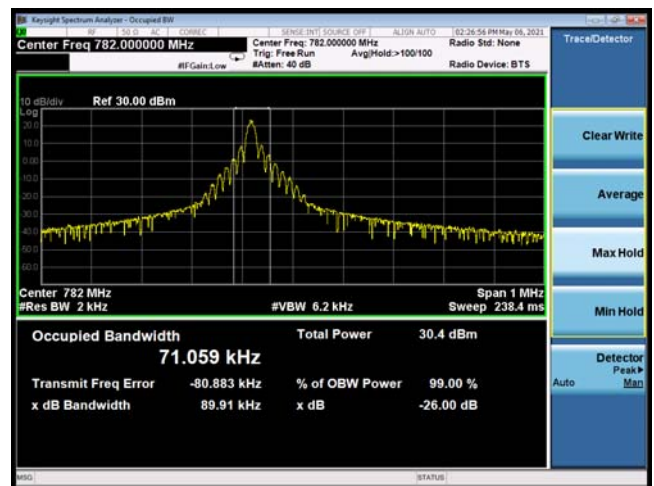 Keysight Spectrum Analyzer - Occupied BW
RF 50 Ω AC CORREC SENSE:INT SOURCE OFF ALIGN AUTO 02:26:56 PM May 06, 2021
Center Freq 782.000000 MHz
Center Freq: 782.000000 MHz
Radio Std: None
Trig: Free Run Avg|Hold:>100/100
#IFGain:Low #Atten: 40 dB Radio Device: BTS
Trace/Detector
10 dB/div Ref 30.00 dBm
Log
20.0
10.0
0.00
-10.0
-20.0
-30.0
-40.0
-50.0
-60.0
Center 782 MHz Span 1 MHz
#Res BW 2 kHz #VBW 6.2 kHz Sweep 238.4 ms
Occupied Bandwidth Total Power 30.4 dBm
71.059 kHz
Transmit Freq Error -80.883 kHz % of OBW Power 99.00 %
x dB Bandwidth 89.91 kHz x dB -26.00 dB
Clear Write
Average
Max Hold
Min Hold
Detector
Peak▶
Auto Man
MSG STATUS